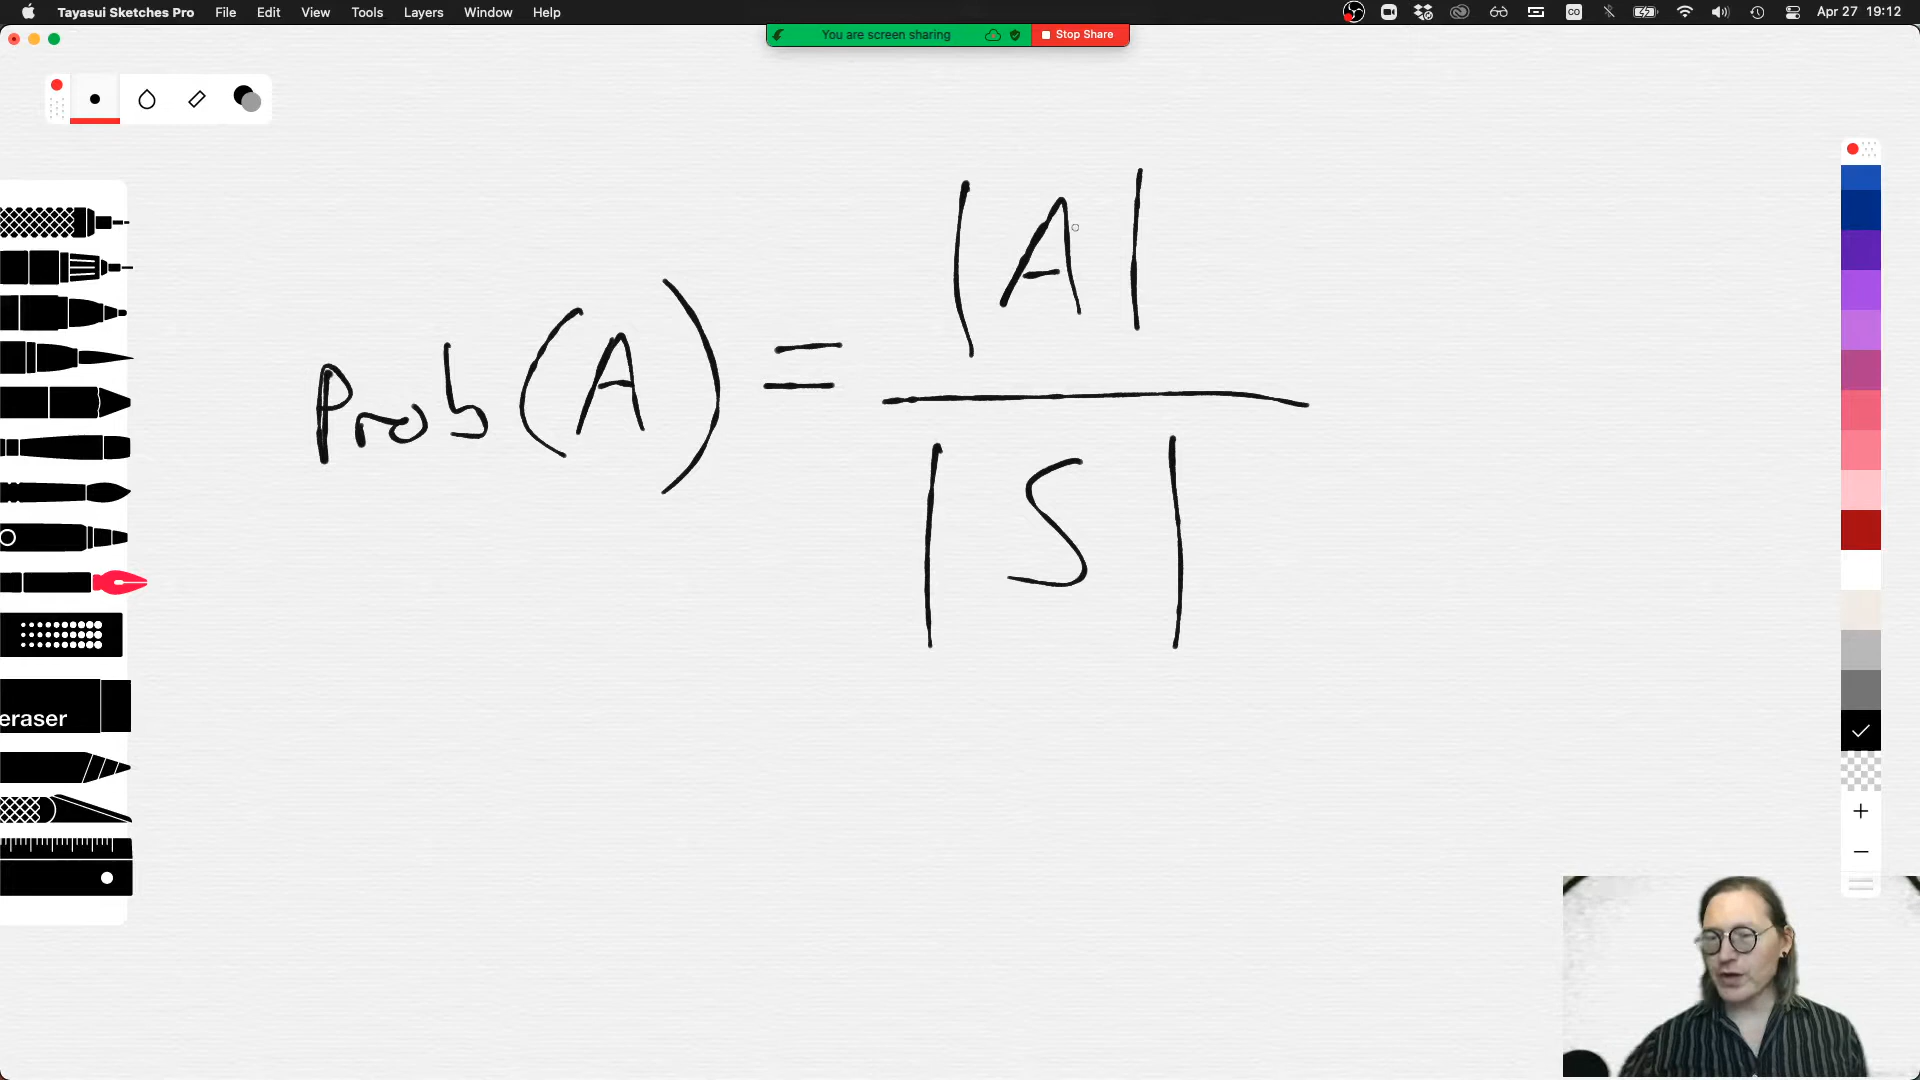 Tayasui Sketches Pro File Edit View Tools Layers Window Help CO Apr 27 19:12
You are screen sharing Stop Share
Prob(A) = |A|
|S|
eraser